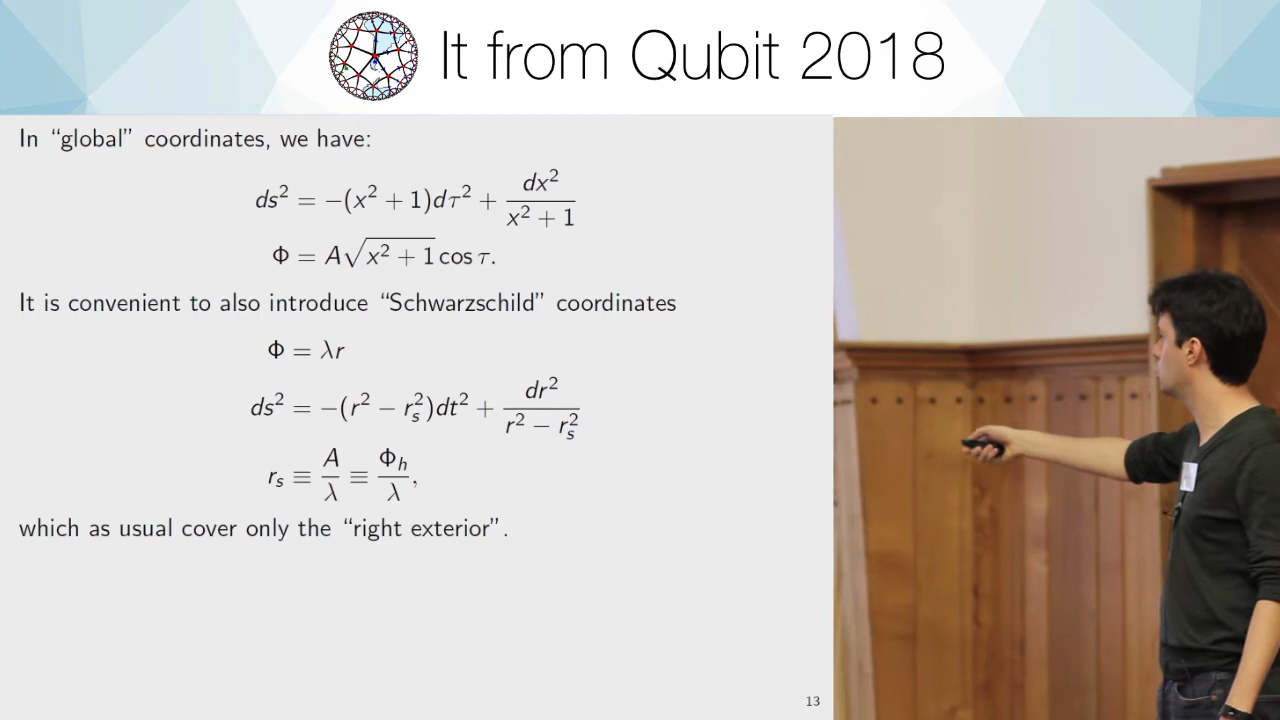 It from Qubit 2018
In “global” coordinates, we have:
ds² = −(x² + 1)dτ² + dx²/(x² + 1)
Φ = A√(x² + 1) cos τ.
It is convenient to also introduce “Schwarzschild” coordinates
Φ = λr
ds² = −(r² − r_s²)dt² + dr²/(r² − r_s²)
r_s ≡ A/λ ≡ Φ_h/λ,
which as usual cover only the “right exterior”.
13